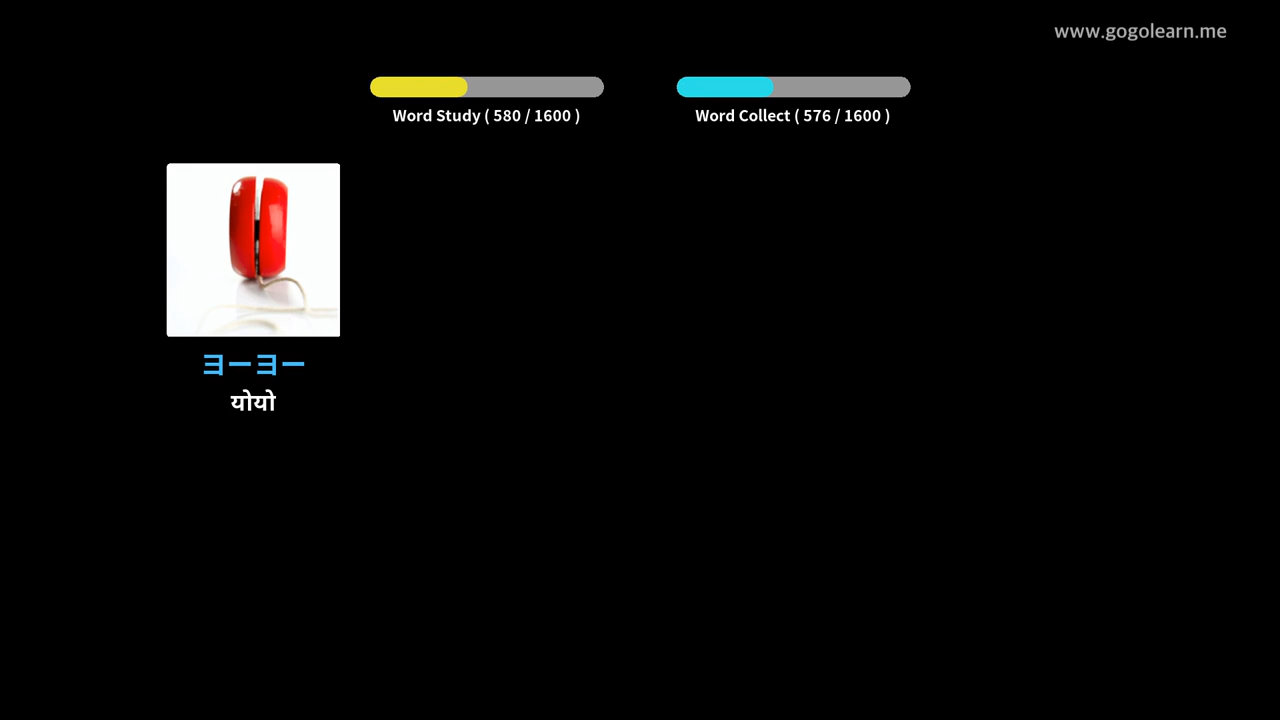 www.gogolearn.me
Word Study ( 580 / 1600 )
Word Collect ( 576 / 1600 )
ヨーヨー
योयो